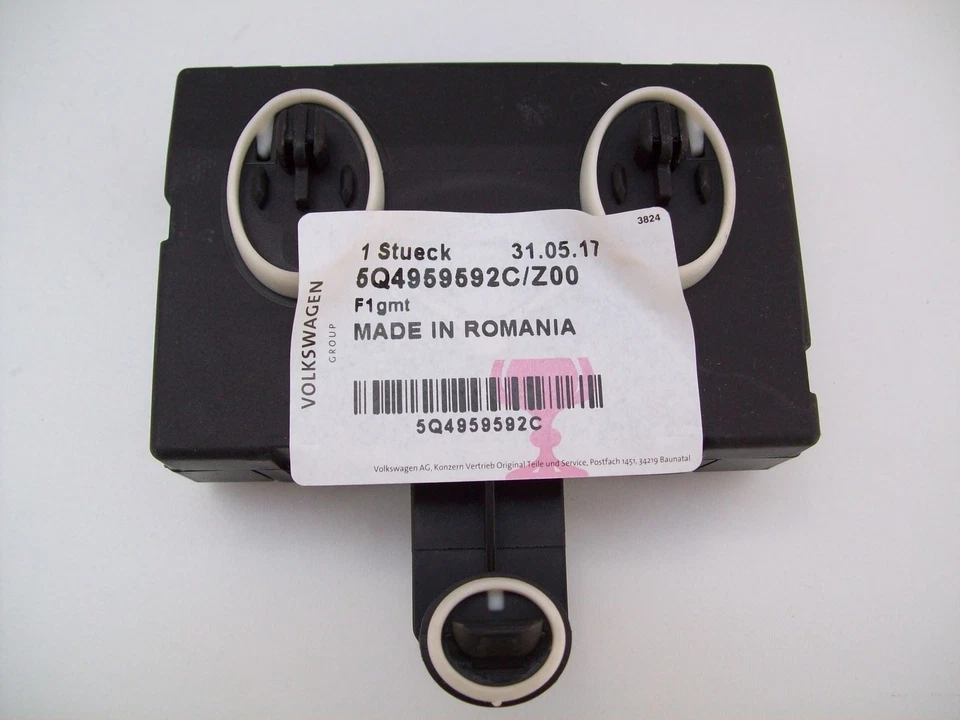 3824
1 Stueck 31.05.17
5Q4959592C/Z00
F1gmt
MADE IN ROMANIA
VOLKSWAGEN
GROUP
5Q4959592C
Volkswagen AG, Konzern Vertrieb Original Teile und Service, Postfach 1451, 34219 Baunatal